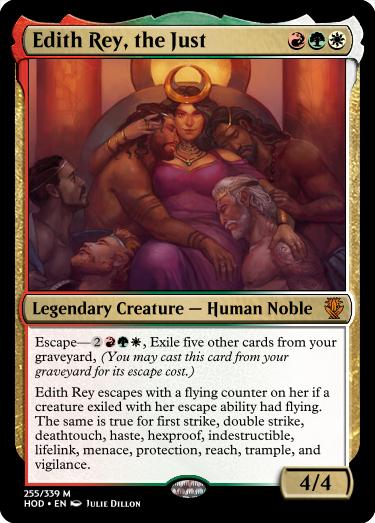 Edith Rey, the Just
Legendary Creature — Human Noble
Escape—2, Exile five other cards from your
graveyard, (You may cast this card from your
graveyard for its escape cost.)
Edith Rey escapes with a flying counter on her if a
creature exiled with her escape ability had flying.
The same is true for first strike, double strike,
deathtouch, haste, hexproof, indestructible,
lifelink, menace, protection, reach, trample, and
vigilance.
4/4
255/339 M
HOD • EN JULIE DILLON